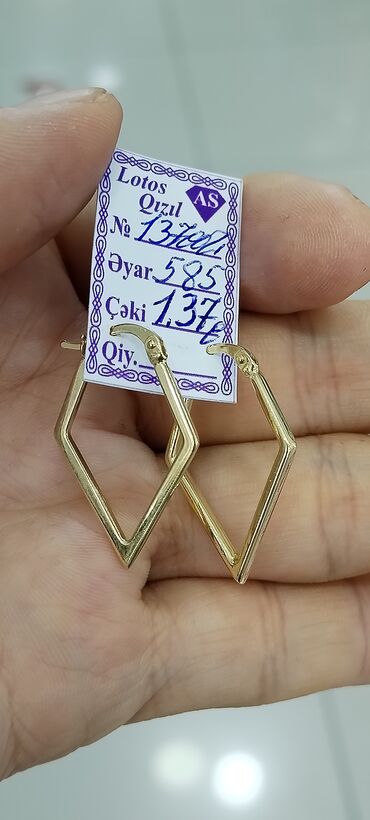 Lotos
Qızıl
AS
№
Əyar 585
Çəki 1,37
Qiy.